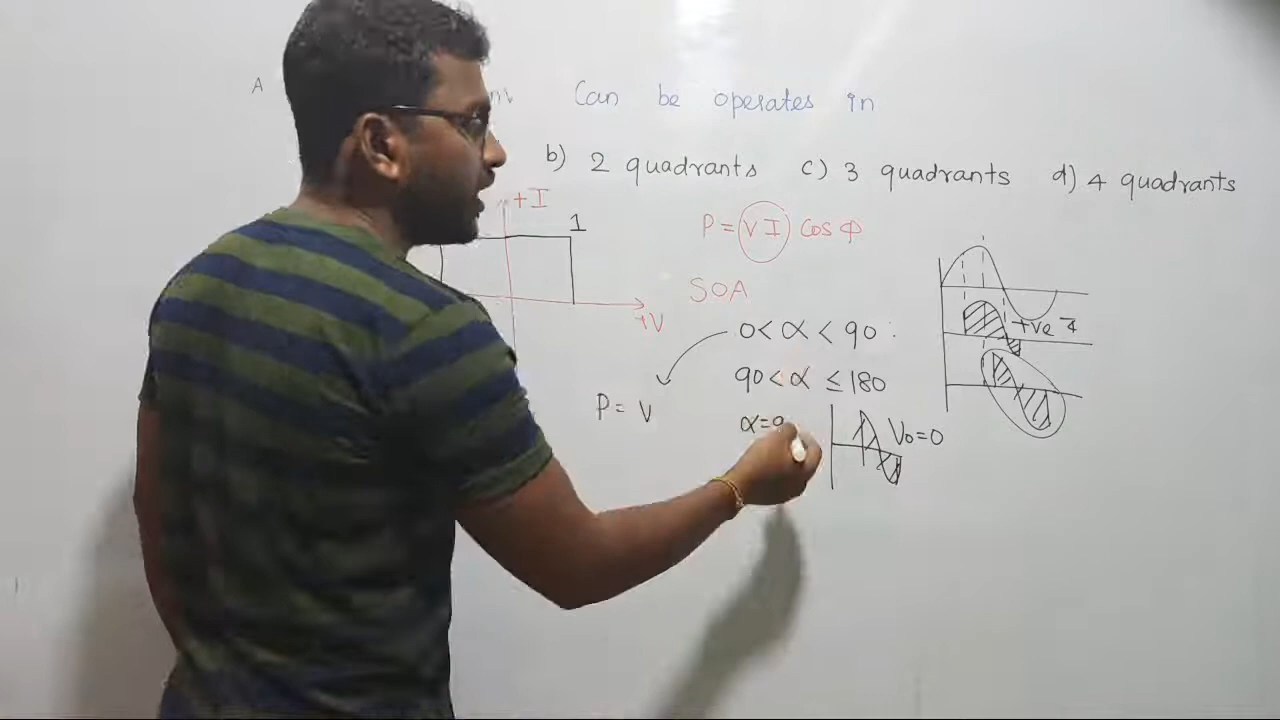 A Can be operates in
b) 2 quadrants c) 3 quadrants d) 4 quadrants
+I
1
P = VI Cos Φ
+V
SOA
0 < α < 90 :
+ve
90 < α ≤ 180
P = V
α=9
V₀=0